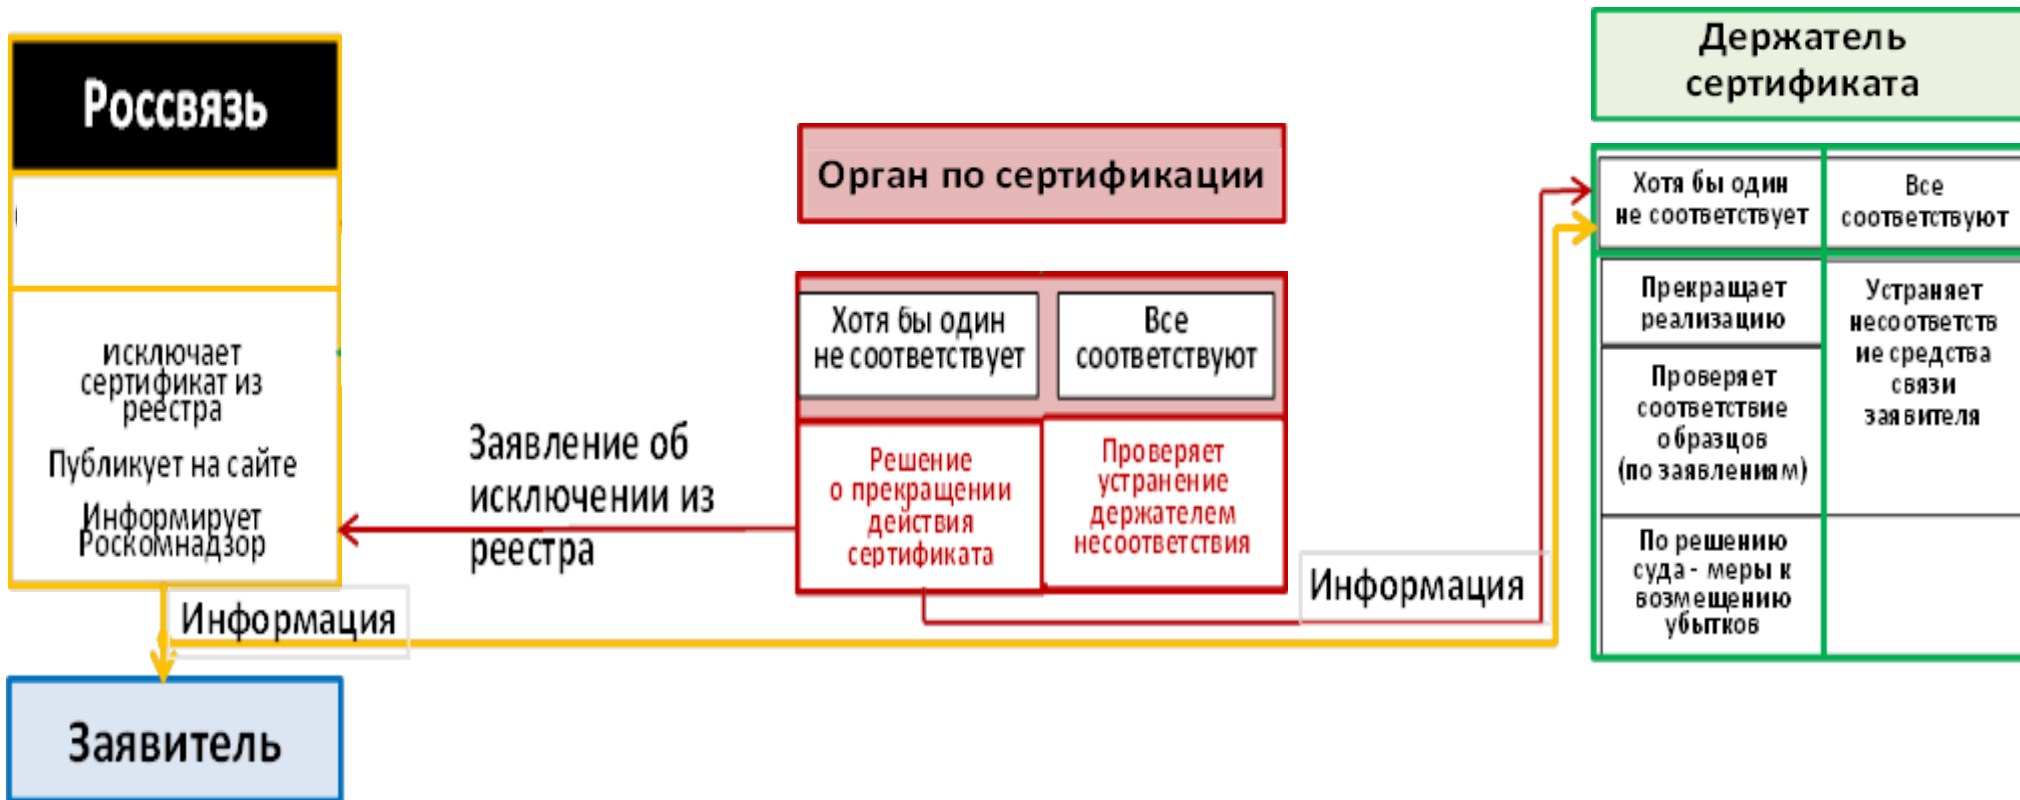 Россвязь
исключает
сертификат из
реестра
Публикует на сайте
Информирует
Роскомнадзор
Информация
Заявитель
Заявление об
исключении из
реестра
Орган по сертификации
Хотя бы один
не соответствует
Все
соответствуют
Решение
о прекращении
действия
сертификата
Проверяет
устранение
держателем
несоответствия
Информация
Держатель
сертификата
Хотя бы один
не соответствует
Все
соответствуют
Прекращает
реализацию
Проверяет
соответствие
образцов
(по заявлениям)
По решению
суда - меры к
возмещению
убытков
Устраняет
несоответств
ие средства
связи
заявителя